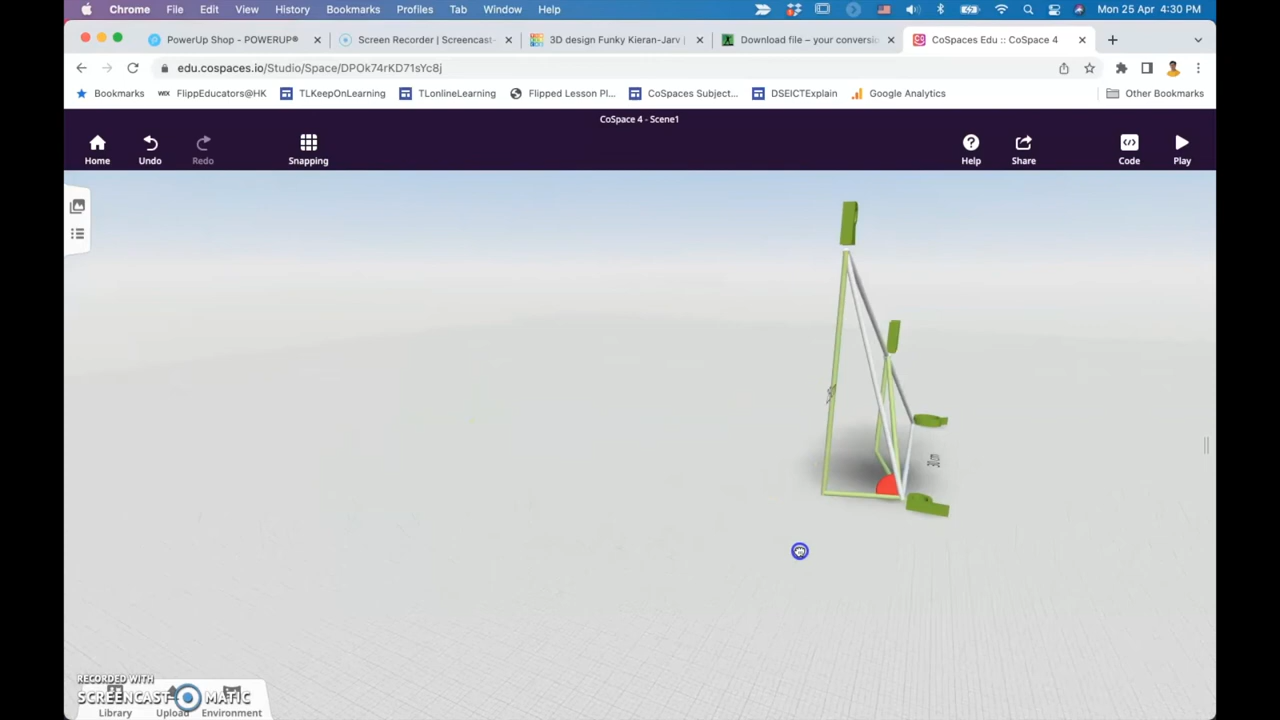 Chrome File Edit View History Bookmarks Profiles Tab Window Help Mon 25 Apr 4:30 PM
PowerUp Shop - POWERUP® Screen Recorder | Screencast- 3D design Funky Kieran-Jarv | Download file – your conversio CoSpaces Edu :: CoSpace 4
edu.cospaces.io/Studio/Space/DPOk74rKD71sYc8j
Bookmarks WIX FlippEducators@HK TLKeepOnLearning TLonlineLearning Flipped Lesson Pl... CoSpaces Subject... DSEICTExplain Google Analytics Other Bookmarks
CoSpace 4 - Scene1
Home Undo Redo Snapping Help Share Code Play
RECORDED WITH
SCREENCAST MATIC
Library Upload Environment